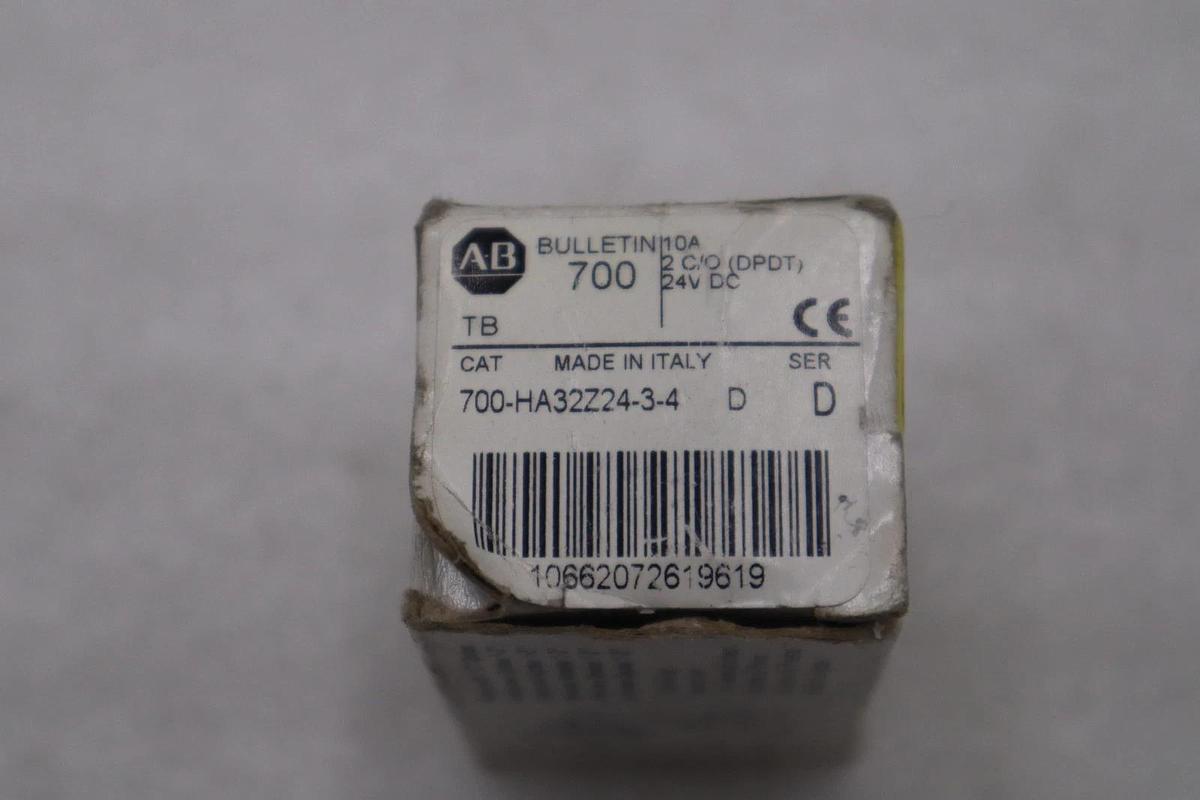 AB BULLETIN 10A
700 2 C/O (DPDT)
24V DC
TB CE
CAT MADE IN ITALY SER
700-HA32Z24-3-4 D D
10662072619619